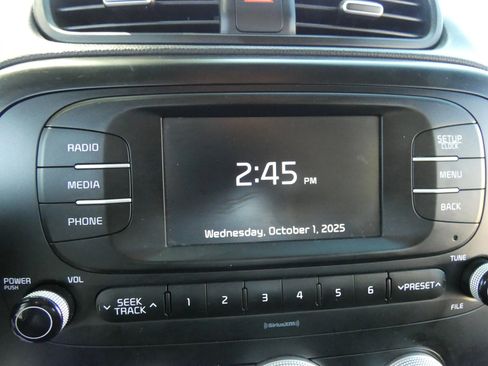 RADIO
MEDIA
PHONE
2:45 PM
Wednesday, October 1, 2025
SETUP
CLOCK
MENU
BACK
POWER
PUSH
VOL
SEEK
TRACK
1 2 3 4 5 6
PRESET
TUNE
FILE
SiriusXM